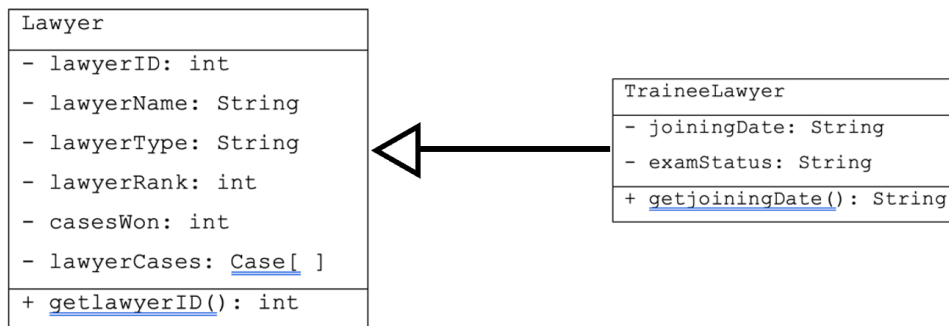 Lawyer
- lawyerID: int
- lawyerName: String
- lawyerType: String
- lawyerRank: int
- casesWon: int
- lawyerCases: Case[ ]
+ getlawyerID(): int
TraineeLawyer
- joiningDate: String
- examStatus: String
+ getjoiningDate(): String